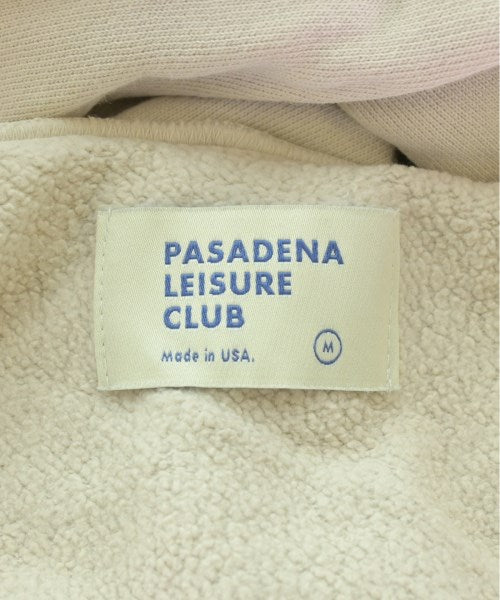 PASADENA
LEISURE
CLUB
Made in USA.
M